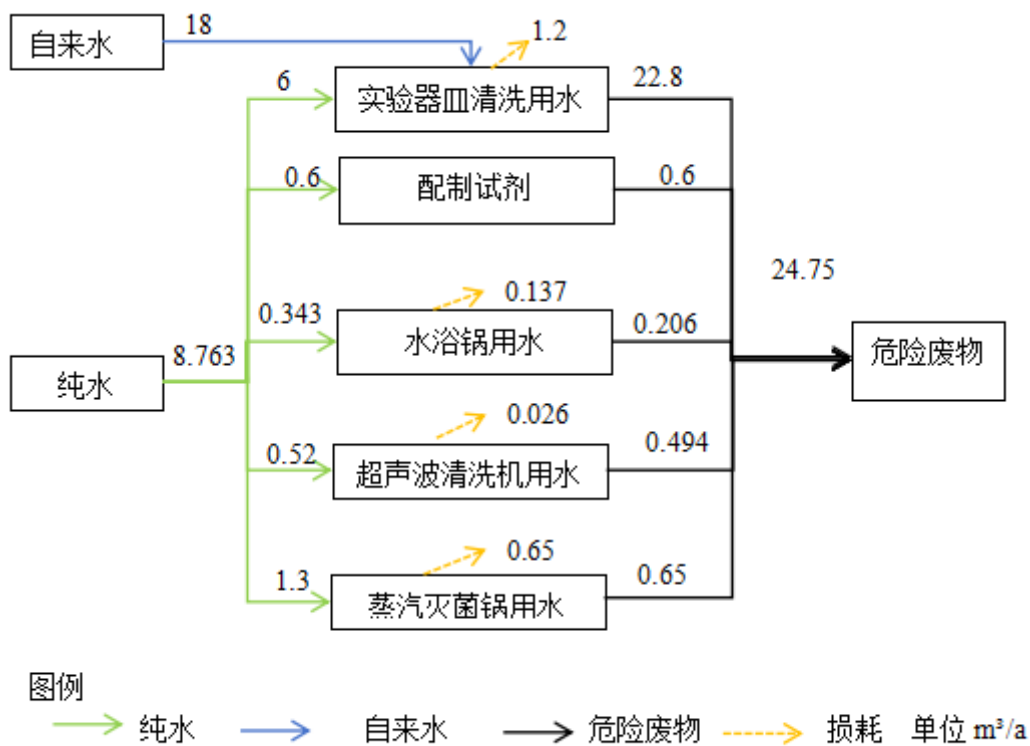 自来水
18
1.2
6
实验器皿清洗用水
22.8
0.6
配制试剂
0.6
24.75
0.137
0.343
水浴锅用水
0.206
危险废物
8.763
纯水
0.026
0.52
超声波清洗机用水
0.494
0.65
1.3
蒸汽灭菌锅用水
0.65
图例
纯水 自来水 危险废物 损耗 单位 m³/a